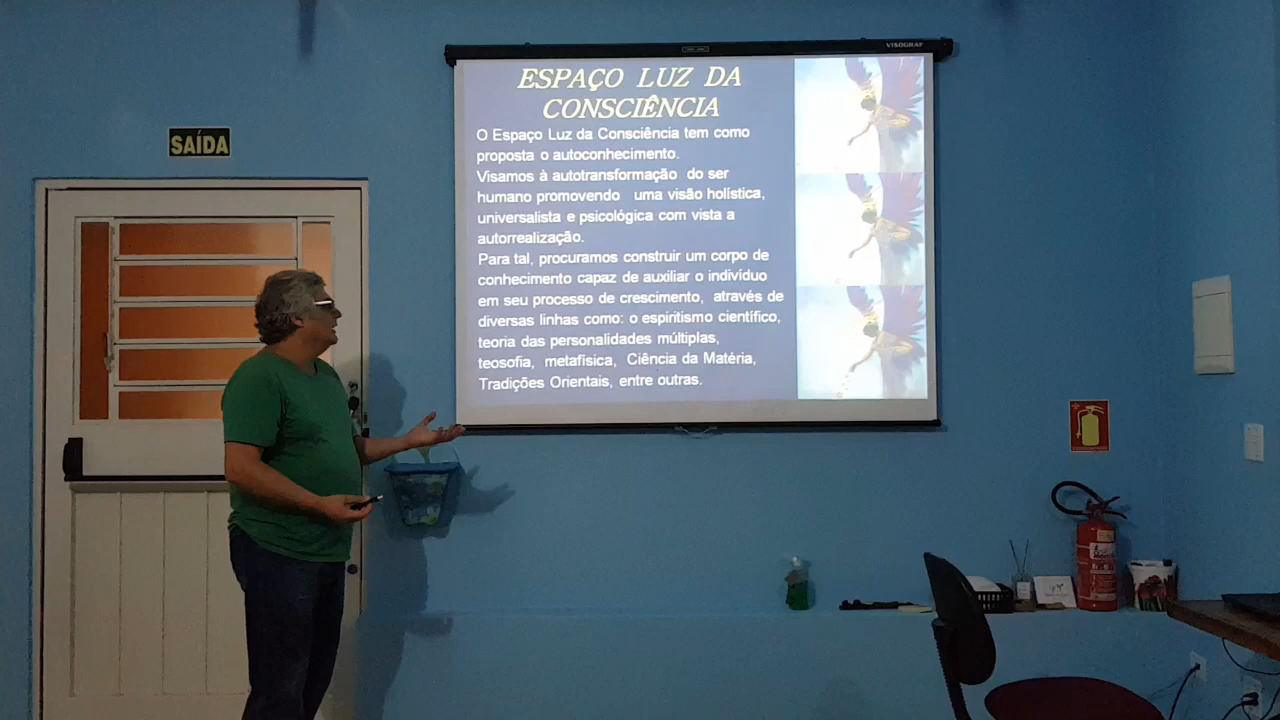 VISOGRAF
ESPAÇO LUZ DA
CONSCIÊNCIA
O Espaço Luz da Consciência tem como
proposta o autoconhecimento.
Visamos à autotransformação do ser
humano promovendo uma visão holística,
universalista e psicológica com vista a
autorrealização.
Para tal, procuramos construir um corpo de
conhecimento capaz de auxiliar o indivíduo
em seu processo de crescimento, através de
diversas linhas como: o espiritismo científico,
teoria das personalidades múltiplas,
teosofia, metafísica, Ciência da Matéria,
Tradições Orientais, entre outras.
SAÍDA